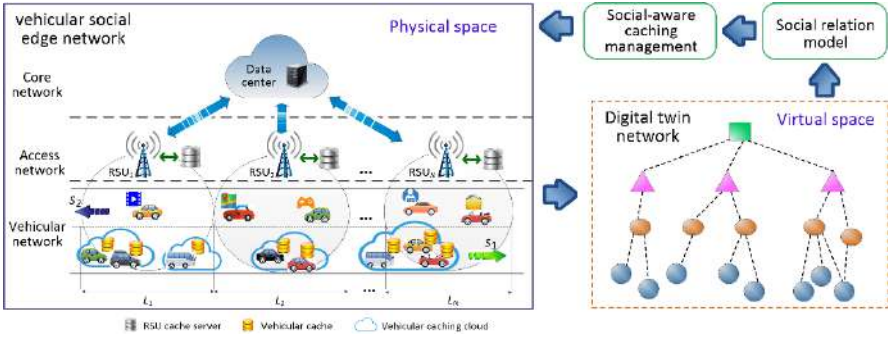 vehicular social
edge network
Physical space
Core
network
Data
center
Access
network
RSU1
RSU2
...
RSUN
Vehicular
network
S2
...
S1
L1
L2
...
LN
RSU cache server
Vehicular cache
Vehicular caching cloud
Social-aware
caching
management
Social relation
model
Digital twin
network
Virtual space